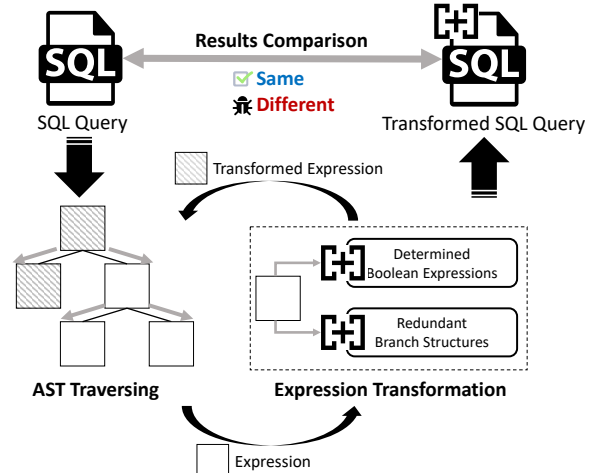 SQL
Results Comparison
SQL
Same
Different
SQL Query
Transformed SQL Query
Transformed Expression
Determined
Boolean Expressions
Redundant
Branch Structures
AST Traversing
Expression Transformation
Expression